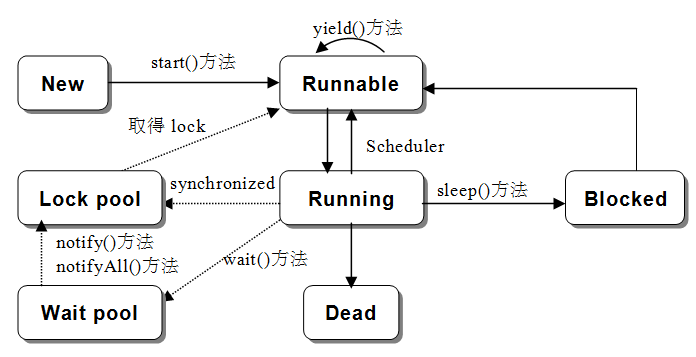 yield()方法
New
start()方法
Runnable
取得 lock
Scheduler
Lock pool
synchronized
Running
sleep()方法
Blocked
notify()方法
notifyAll()方法
wait()方法
Wait pool
Dead